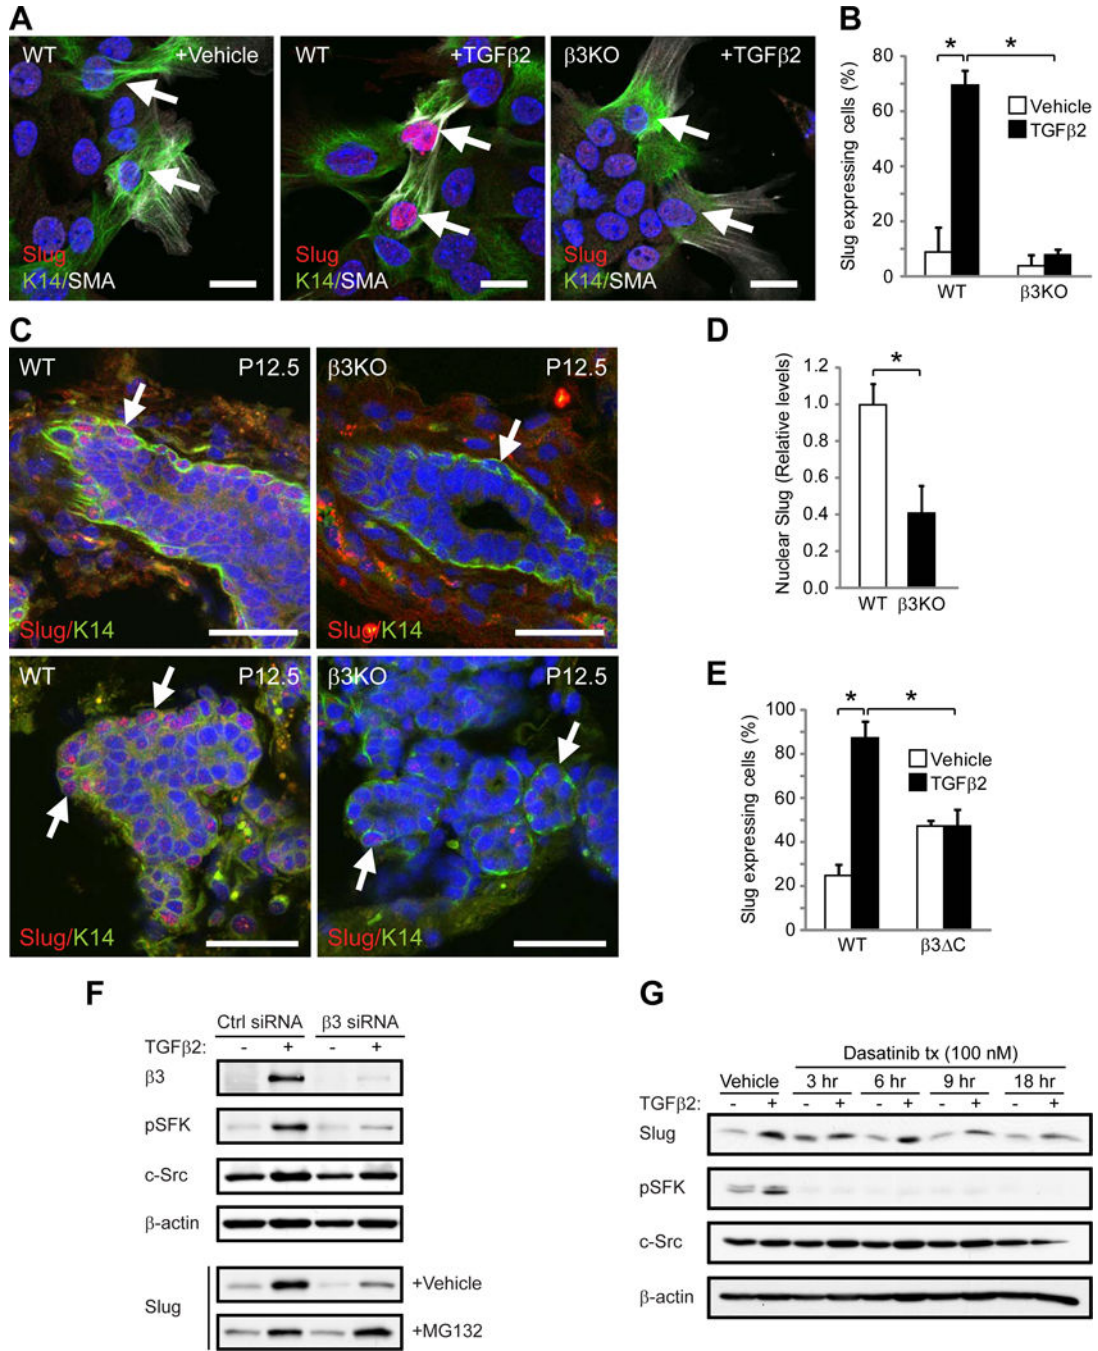 A
WT +Vehicle
Slug
K14/SMA
WT +TGFβ2
Slug
K14/SMA
β3KO +TGFβ2
Slug
K14/SMA
B
Slug expressing cells (%)
80
60
40
20
0
*
*
Vehicle
TGFβ2
WT β3KO
C
WT P12.5
Slug/K14
β3KO P12.5
Slug/K14
WT P12.5
Slug/K14
β3KO P12.5
Slug/K14
D
Nuclear Slug (Relative levels)
1.2
1.0
0.8
0.6
0.4
0.2
0.0
*
WT β3KO
E
Slug expressing cells (%)
100
80
60
40
20
0
*
*
Vehicle
TGFβ2
WT β3ΔC
F
Ctrl siRNA β3 siRNA
TGFβ2: - + - +
β3
pSFK
c-Src
β-actin
Slug
+Vehicle
+MG132
G
Dasatinib tx (100 nM)
Vehicle 3 hr 6 hr 9 hr 18 hr
TGFβ2: - + - + - + - + - +
Slug
pSFK
c-Src
β-actin